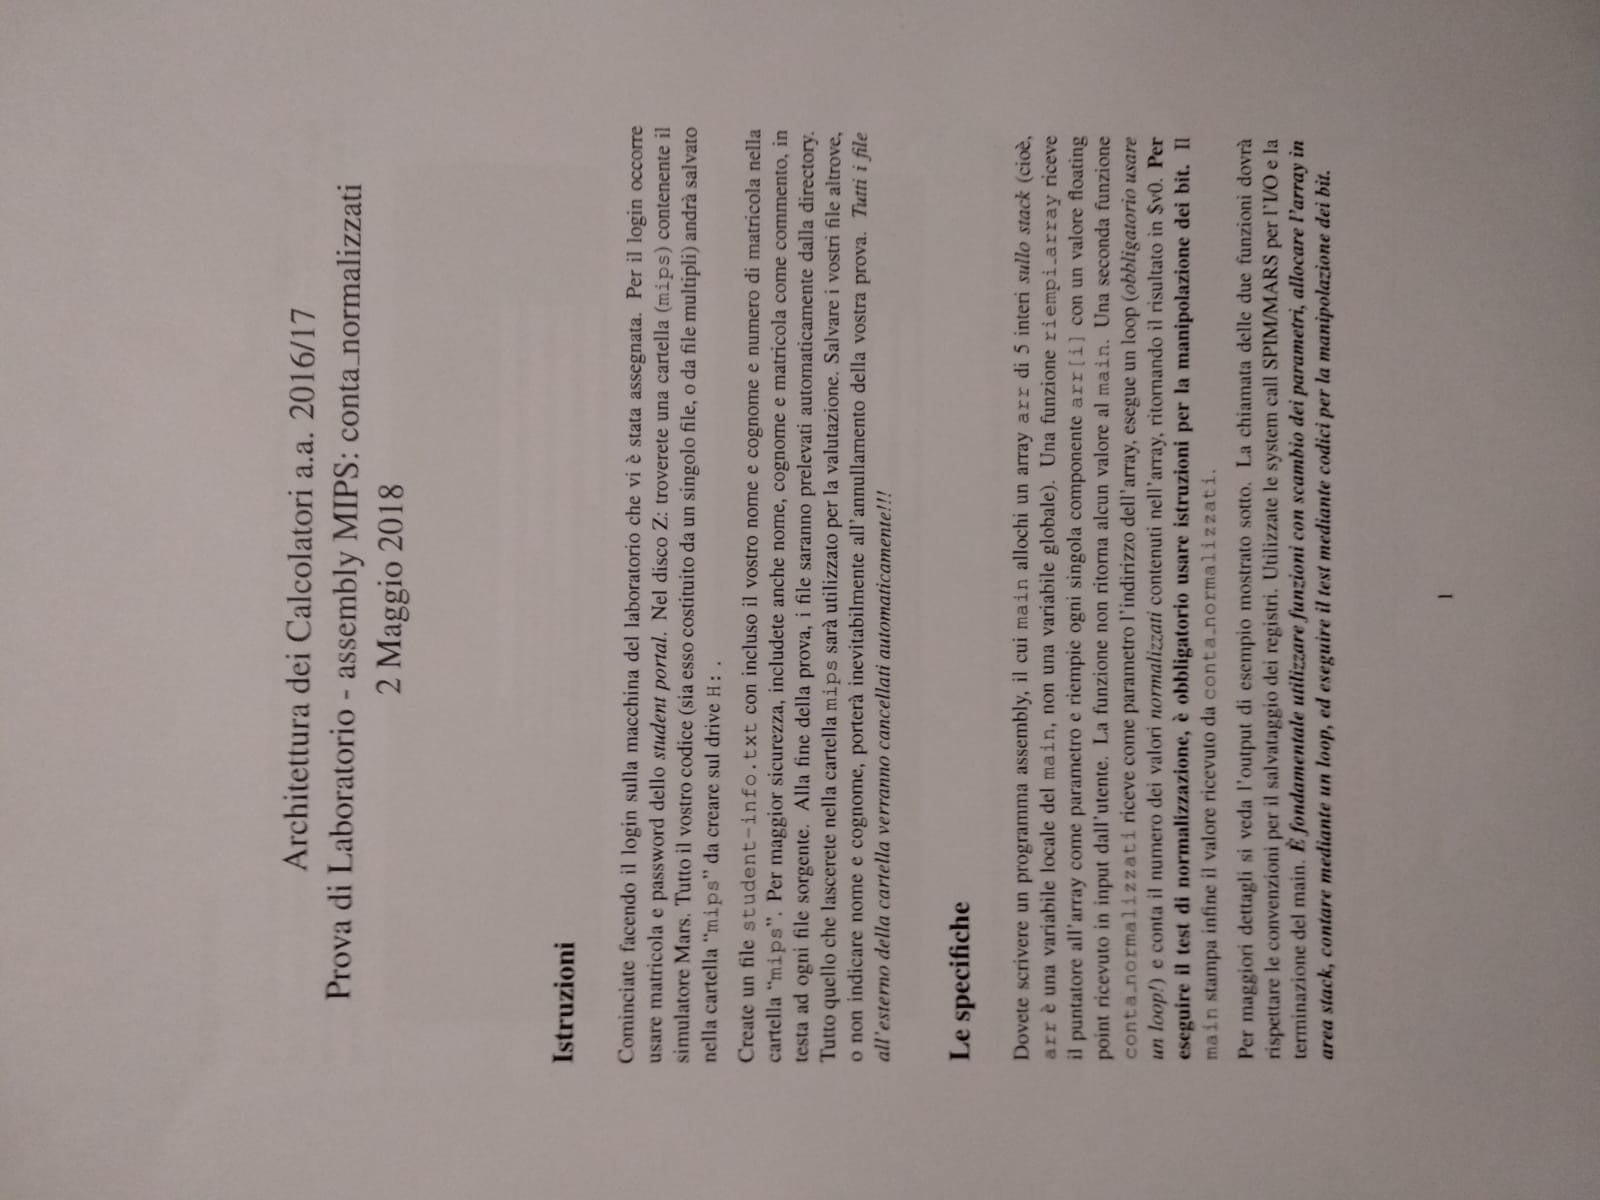 Architettura dei Calcolatori a.a. 2016/17
Prova di Laboratorio - assembly MIPS: conta_normalizzati
2 Maggio 2018
Istruzioni
Cominciate facendo il login sulla macchina del laboratorio che vi è stata assegnata. Per il login occorre
usare matricola e password dello student portal. Nel disco Z: troverete una cartella (mips) contenente il
simulatore Mars. Tutto il vostro codice (sia esso costituito da un singolo file, o da file multipli) andrà salvato
nella cartella “mips” da creare sul drive H: .
Create un file student-info.txt con incluso il vostro nome e cognome e numero di matricola nella
cartella “mips”. Per maggior sicurezza, includete anche nome, cognome e matricola come commento, in
testa ad ogni file sorgente. Alla fine della prova, i file saranno prelevati automaticamente dalla directory.
Tutto quello che lascerete nella cartella mips sarà utilizzato per la valutazione. Salvare i vostri file altrove,
o non indicare nome e cognome, porterà inevitabilmente all’annullamento della vostra prova. Tutti i file
all’esterno della cartella verranno cancellati automaticamente!!!
Le specifiche
Dovete scrivere un programma assembly, il cui main allochi un array arr di 5 interi sullo stack (cioè,
arr è una variabile locale del main, non una variabile globale). Una funzione riempi_array riceve
il puntatore all’array come parametro e riempie ogni singola componente arr[i] con un valore floating
point ricevuto in input dall’utente. La funzione non ritorna alcun valore al main. Una seconda funzione
conta_normalizzati riceve come parametro l’indirizzo dell’array, esegue un loop (obbligatorio usare
un loop!) e conta il numero dei valori normalizzati contenuti nell’array, ritornando il risultato in $v0. Per
eseguire il test di normalizzazione, è obbligatorio usare istruzioni per la manipolazione dei bit. Il
main stampa infine il valore ricevuto da conta_normalizzati.
Per maggiori dettagli si veda l’output di esempio mostrato sotto. La chiamata delle due funzioni dovrà
rispettare le convenzioni per il salvataggio dei registri. Utilizzate le system call SPIM/MARS per l’I/O e la
terminazione del main. È fondamentale utilizzare funzioni con scambio dei parametri, allocare l’array in
area stack, contare mediante un loop, ed eseguire il test mediante codici per la manipolazione dei bit.
1